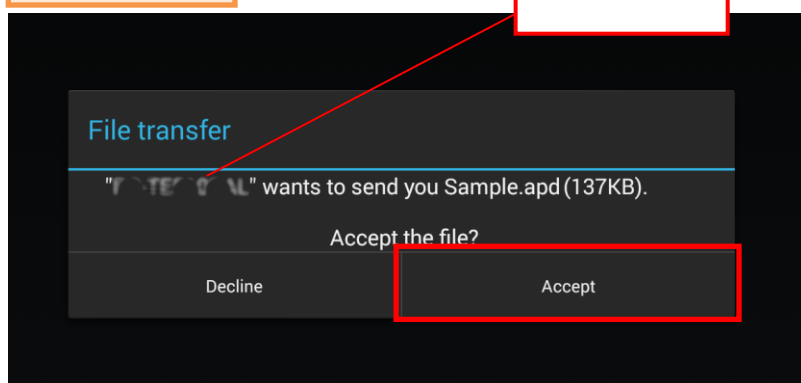 File transfer
" " wants to send you Sample.apd (137KB).
Accept the file?
Decline
Accept